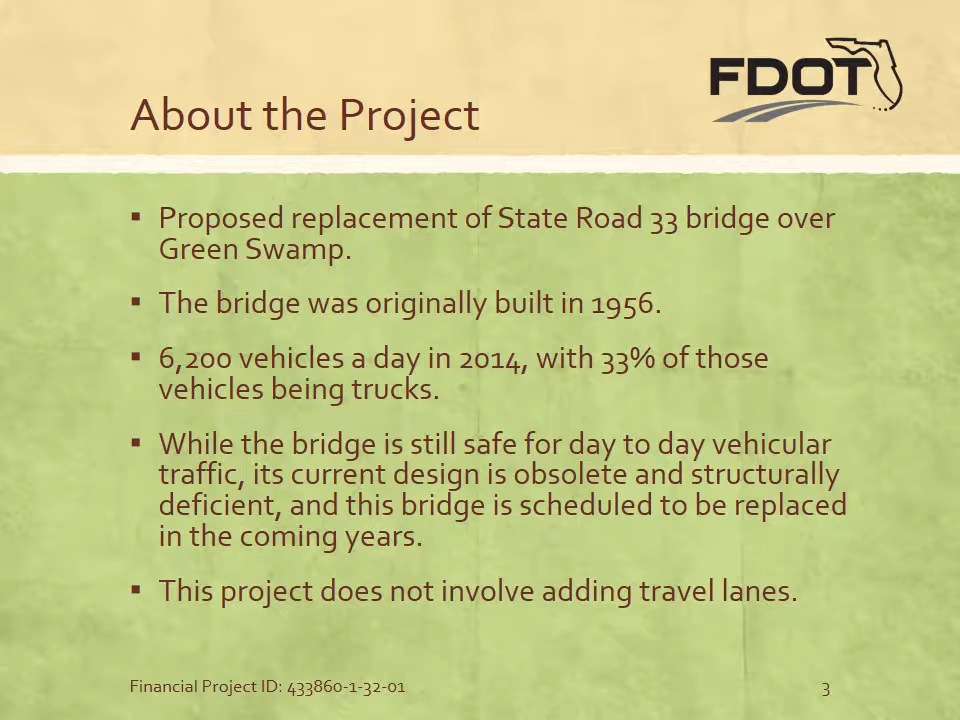 FDOT
About the Project
▪ Proposed replacement of State Road 33 bridge over
Green Swamp.
▪ The bridge was originally built in 1956.
▪ 6,200 vehicles a day in 2014, with 33% of those
vehicles being trucks.
▪ While the bridge is still safe for day to day vehicular
traffic, its current design is obsolete and structurally
deficient, and this bridge is scheduled to be replaced
in the coming years.
▪ This project does not involve adding travel lanes.
Financial Project ID: 433860-1-32-01
3